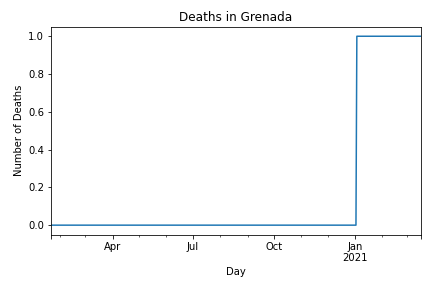 Deaths in Grenada
Number of Deaths
1.0
0.8
0.6
0.4
0.2
0.0
Apr
Jul
Oct
Jan
2021
Day